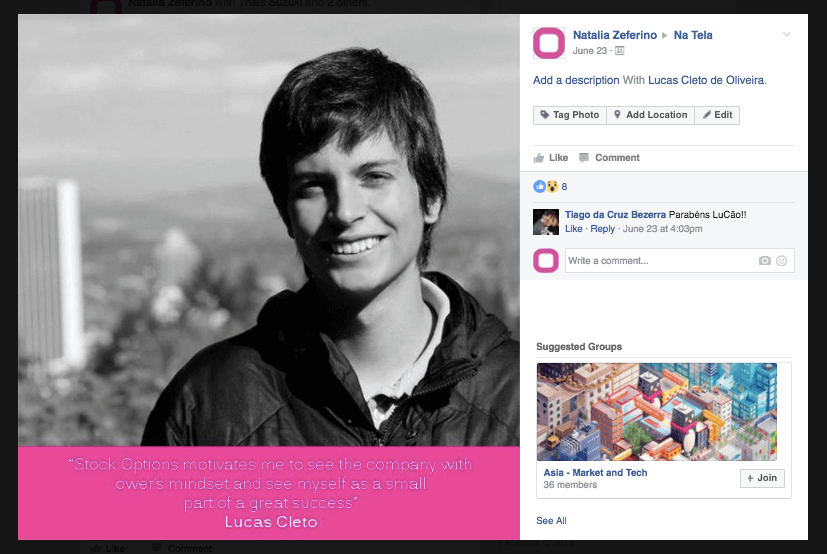 Natalia Zeferino with Thais Suzuki and 2 others.
Natalia Zeferino ▸ Na Tela
June 23 ·
Add a description With Lucas Cleto de Oliveira.
Tag Photo Add Location Edit
Like Comment
8
Tiago da Cruz Bezerra Parabéns LuCão!!
Like · Reply · June 23 at 4:03pm
Write a comment...
Suggested Groups
Asia - Market and Tech
36 members
+ Join
See All
“Stock Options motivates me to see the company with
ower's mindset and see myself as a small
part of a great success”
Lucas Cleto
Like Comment